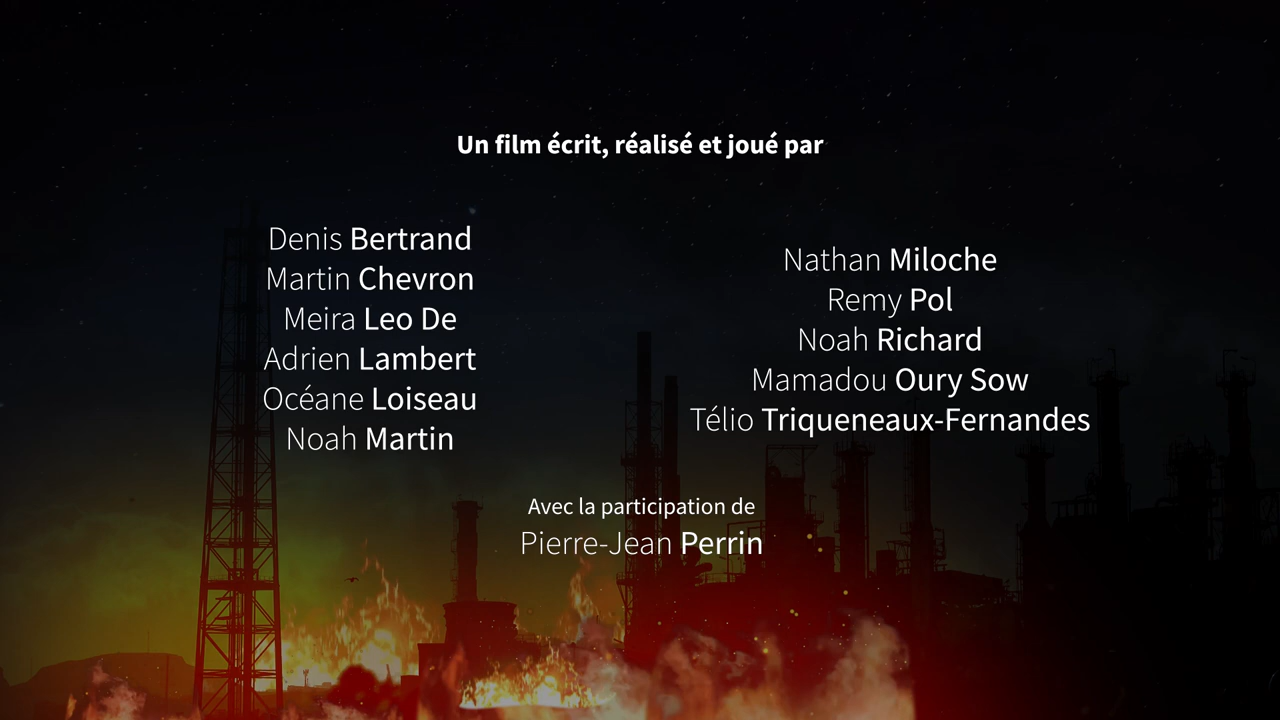 Un film écrit, réalisé et joué par
Denis Bertrand
Martin Chevron
Meira Leo De
Adrien Lambert
Océane Loiseau
Noah Martin
Nathan Miloche
Remy Pol
Noah Richard
Mamadou Oury Sow
Télio Triqueneaux-Fernandes
Avec la participation de
Pierre-Jean Perrin